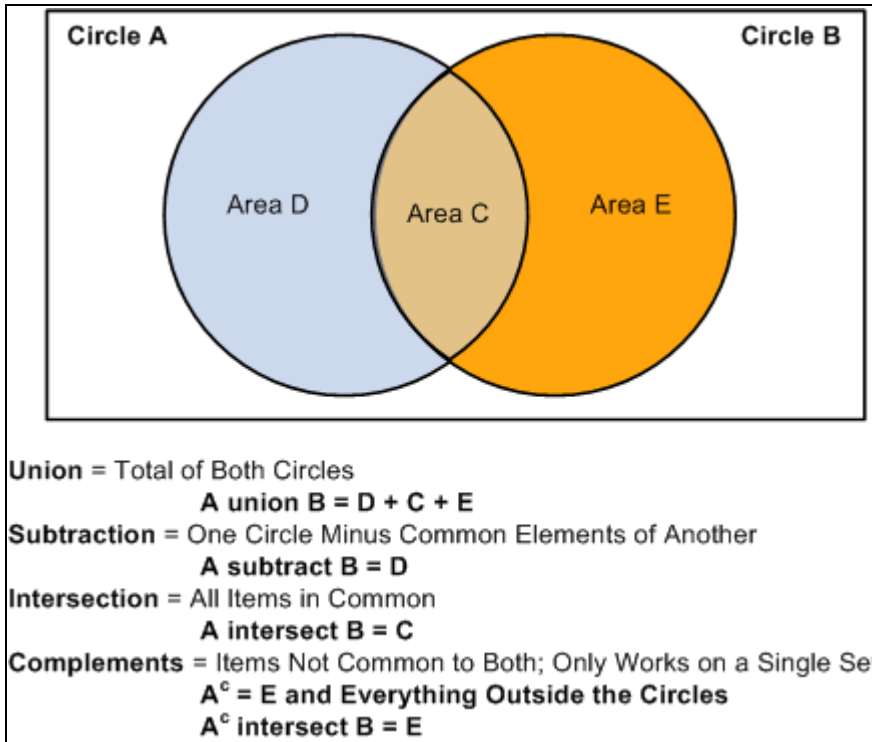 Circle A
Circle B
Area D
Area C
Area E
Union = Total of Both Circles
A union B = D + C + E
Subtraction = One Circle Minus Common Elements of Another
A subtract B = D
Intersection = All Items in Common
A intersect B = C
Complements = Items Not Common to Both; Only Works on a Single Se
Aᶜ = E and Everything Outside the Circles
Aᶜ intersect B = E